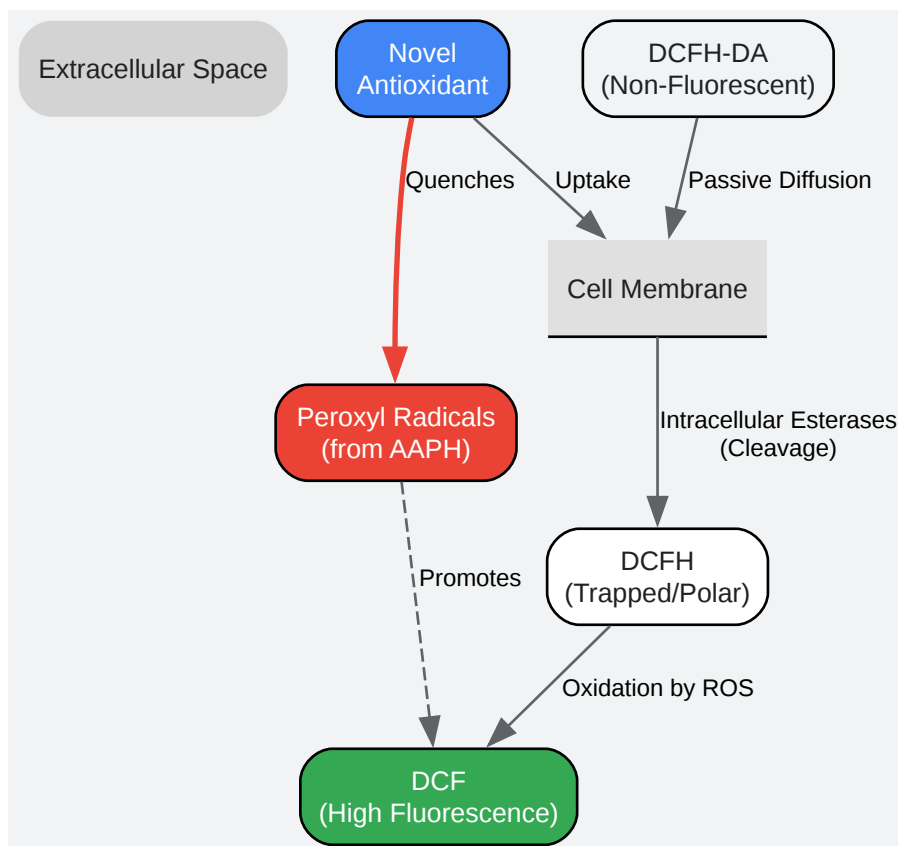 Extracellular Space
Novel
Antioxidant
DCFH-DA
(Non-Fluorescent)
Quenches
Uptake
Passive Diffusion
Cell Membrane
Peroxyl Radicals
(from AAPH)
Intracellular Esterases
(Cleavage)
DCFH
(Trapped/Polar)
Promotes
Oxidation by ROS
DCF
(High Fluorescence)